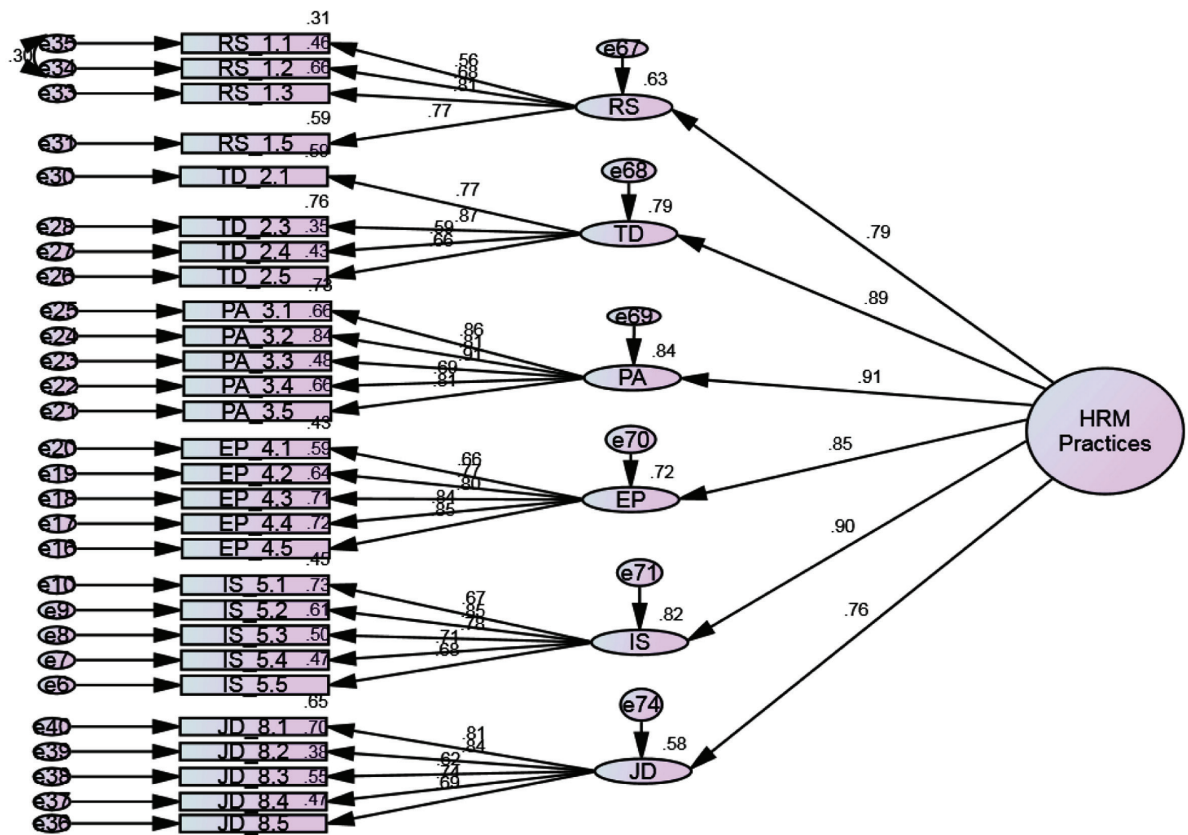 .31
e35 RS_1.1 .46
.30
e34 RS_1.2 .66
e33 RS_1.3
.56
.68
.81
.77
e67
.63
RS
.59
e31 RS_1.5
.59
e30 TD_2.1
.76
e28 TD_2.3 .35
e27 TD_2.4 .43
e26 TD_2.5
.77
.87
.59
.66
e68
.79
TD
.73
e25 PA_3.1 .66
e24 PA_3.2 .84
e23 PA_3.3 .48
e22 PA_3.4 .66
e21 PA_3.5
.86
.81
.91
.69
.81
e69
.84
PA
.43
e20 EP_4.1 .59
e19 EP_4.2 .64
e18 EP_4.3 .71
e17 EP_4.4 .72
e16 EP_4.5
.66
.77
.80
.84
.85
e70
.72
EP
.45
e10 IS_5.1 .73
e9 IS_5.2 .61
e8 IS_5.3 .50
e7 IS_5.4 .47
e6 IS_5.5
.67
.85
.78
.71
.68
e71
.82
IS
.65
e40 JD_8.1 .70
e39 JD_8.2 .38
e38 JD_8.3 .55
e37 JD_8.4 .47
e36 JD_8.5
.81
.84
.62
.74
.69
e74
.58
JD
.79
.89
.91
.85
.90
.76
HRM
Practices